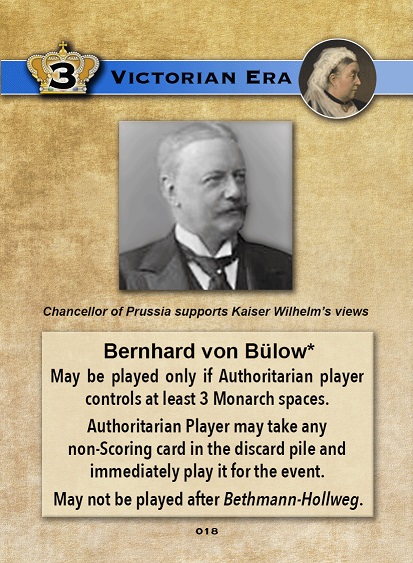 3 Victorian Era
Chancellor of Prussia supports Kaiser Wilhelm's views
Bernhard von Bülow*
May be played only if Authoritarian player
controls at least 3 Monarch spaces.
Authoritarian Player may take any
non-Scoring card in the discard pile and
immediately play it for the event.
May not be played after Bethmann-Hollweg.
018